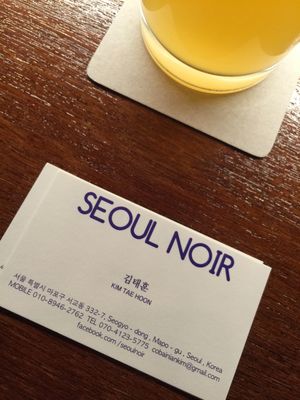 SEOUL NOIR
김태훈
KIM TAE HOON
서울 특별시 마포구 서교동 332-7, Seogyo - dong, Mapo - gu, Seoul, Korea
MOBILE 010-8946-2762 TEL 070-4123-5775 cobainiankim@gmail.com
facebook.com /seoulnoir